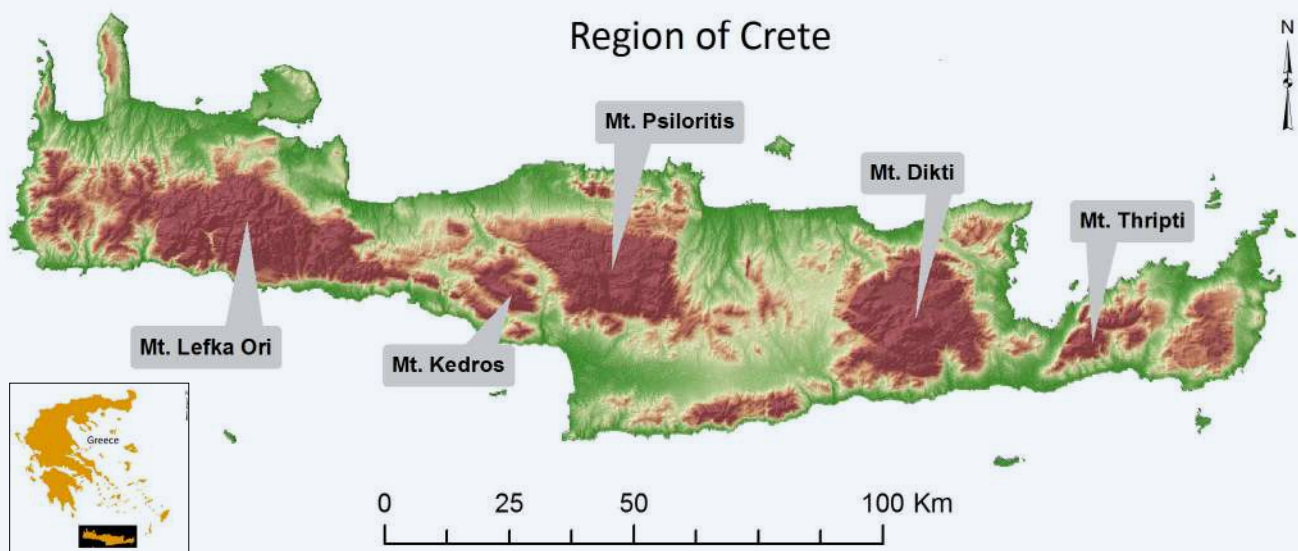 Region of Crete
N
Mt. Psiloritis
Mt. Dikti
Mt. Thripti
Mt. Lefka Ori
Mt. Kedros
Greece
0 25 50 100 Km